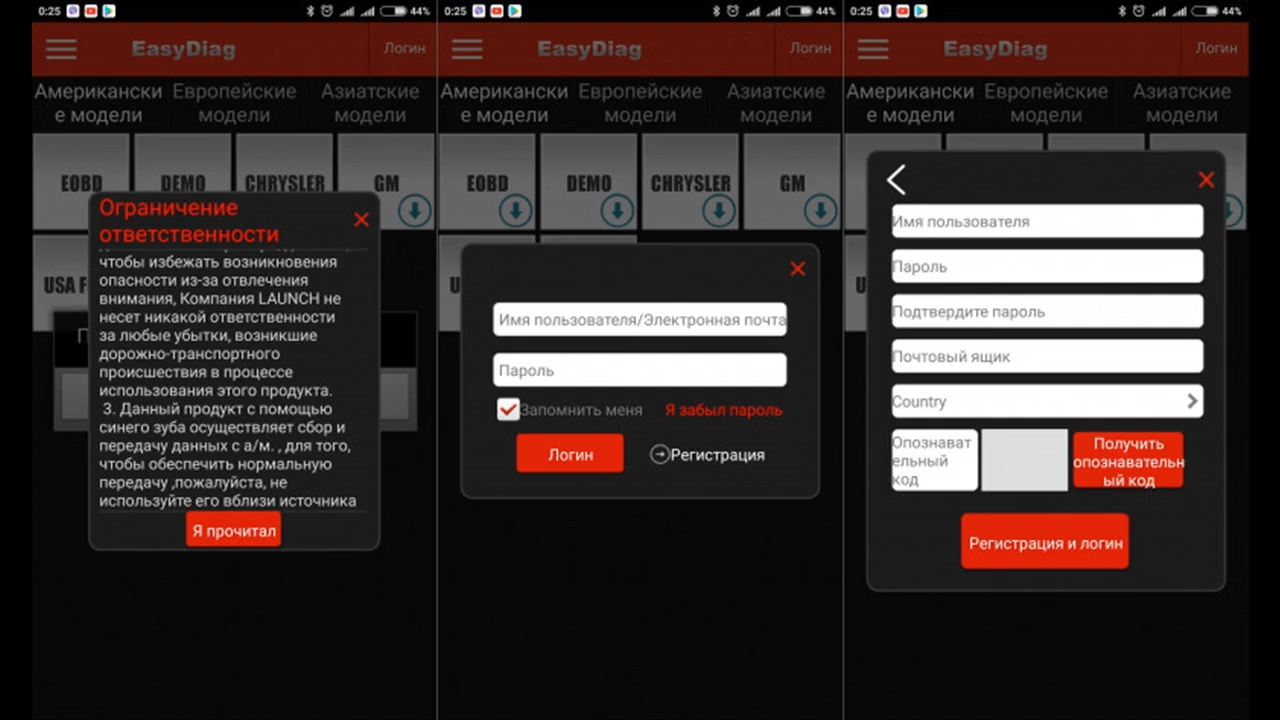 0:25
44%
EasyDiag
Логин
Американски
е модели
Европейские
модели
Азиатские
модели
EOBD
DEMO
CHRYSLER
GM
USA F
Ограничение
ответственности
чтобы избежать возникновения
опасности из-за отвлечения
внимания, Компания LAUNCH не
несет никакой ответственности
за любые убытки, возникшие
дорожно-транспортного
происшествия в процессе
использования этого продукта.
3. Данный продукт с помощью
синего зуба осуществляет сбор и
передачу данных с а/м. , для того,
чтобы обеспечить нормальную
передачу ,пожалуйста, не
используйте его вблизи источника
Я прочитал
0:25
44%
EasyDiag
Логин
Американски
е модели
Европейские
модели
Азиатские
модели
EOBD
DEMO
CHRYSLER
GM
Имя пользователя/Электронная почта
Пароль
Запомнить меня
Я забыл пароль
Логин
Регистрация
0:25
44%
EasyDiag
Логин
Американски
е модели
Европейские
модели
Азиатские
модели
Имя пользователя
Пароль
Подтвердите пароль
Почтовый ящик
Country
Опознават
ельный
код
Получить
опознавательн
ый код
Регистрация и логин